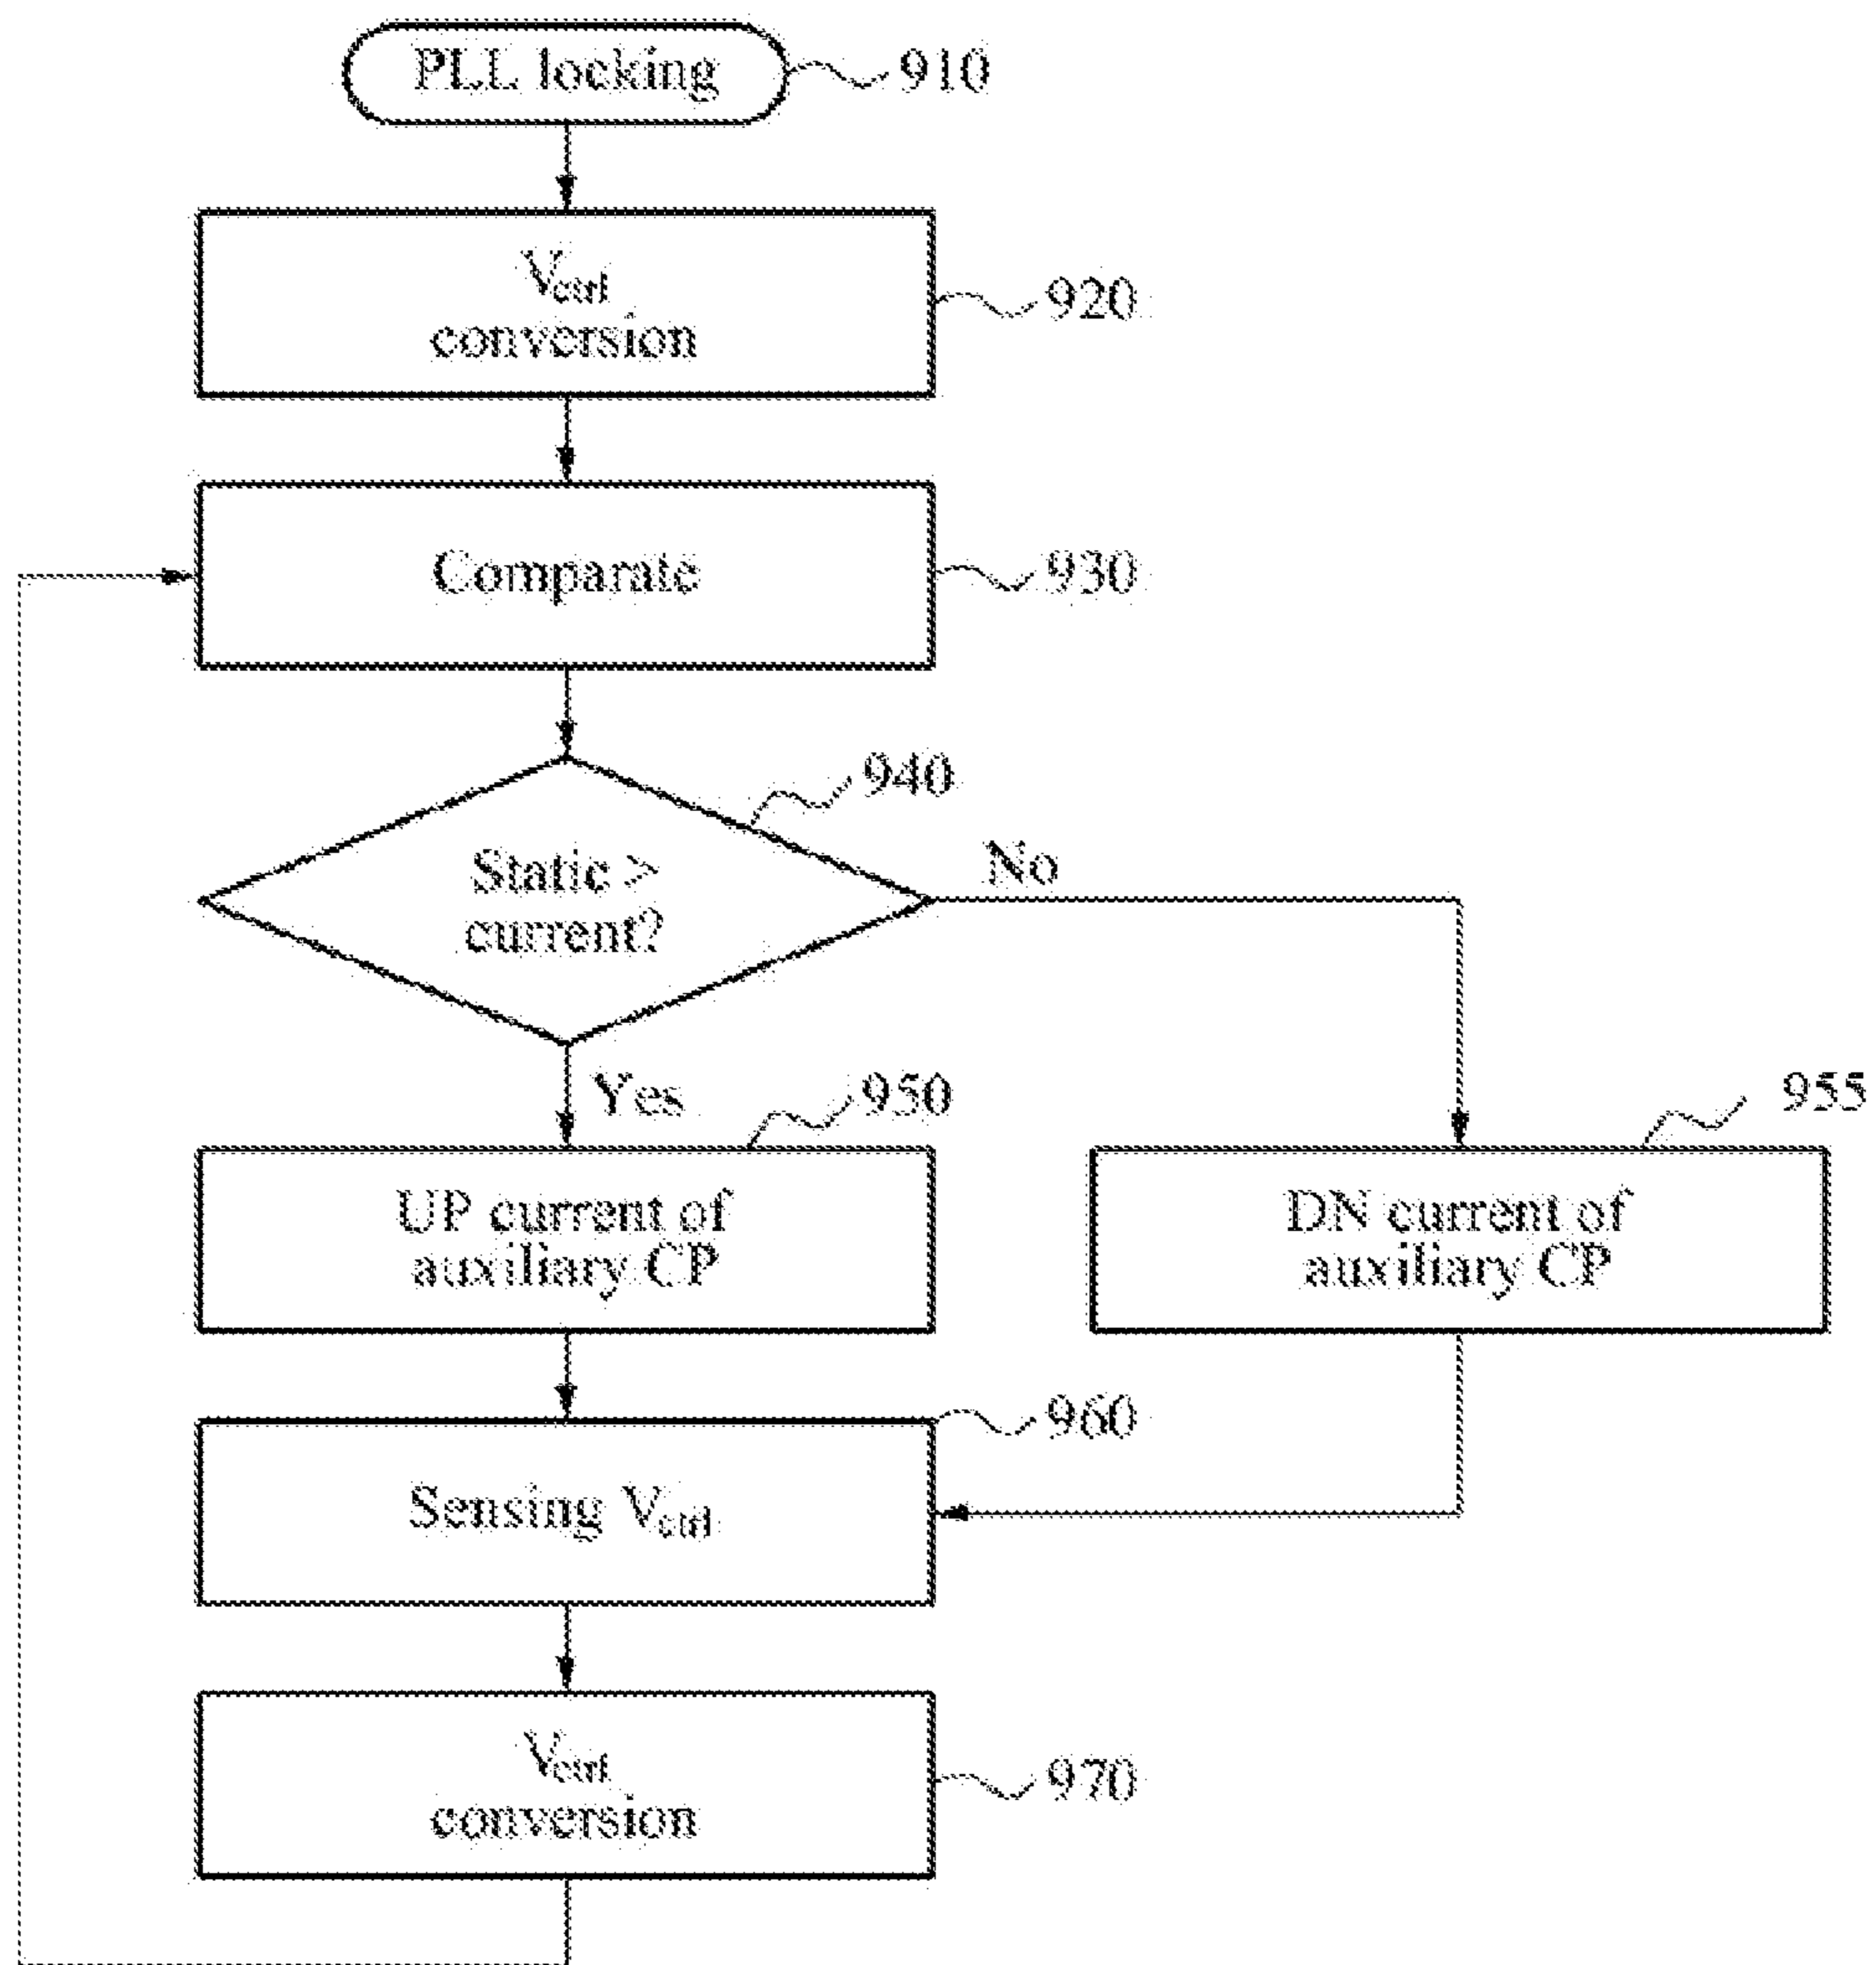 PLL locking
910
Vctrl
conversion
920
Comparate
930
940
Static >
current?
No
Yes
950
955
UP current of
auxiliary CP
DN current of
auxiliary CP
960
Sensing Vctrl
Vctrl
conversion
970